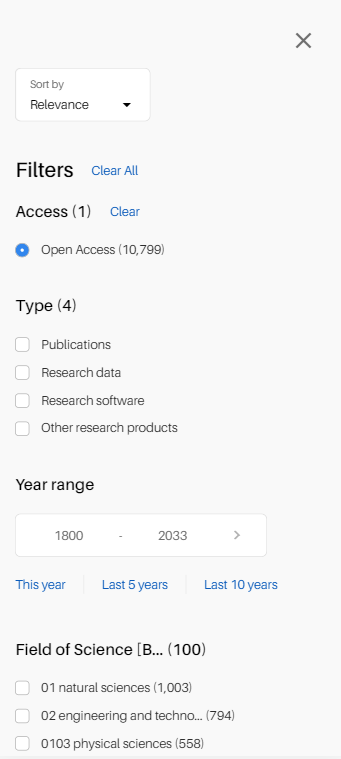 Sort by
Relevance
Filters Clear All
Access (1) Clear
Open Access (10,799)
Type (4)
Publications
Research data
Research software
Other research products
Year range
1800 - 2033
This year Last 5 years Last 10 years
Field of Science [B... (100)
01 natural sciences (1,003)
02 engineering and techno... (794)
0103 physical sciences (558)